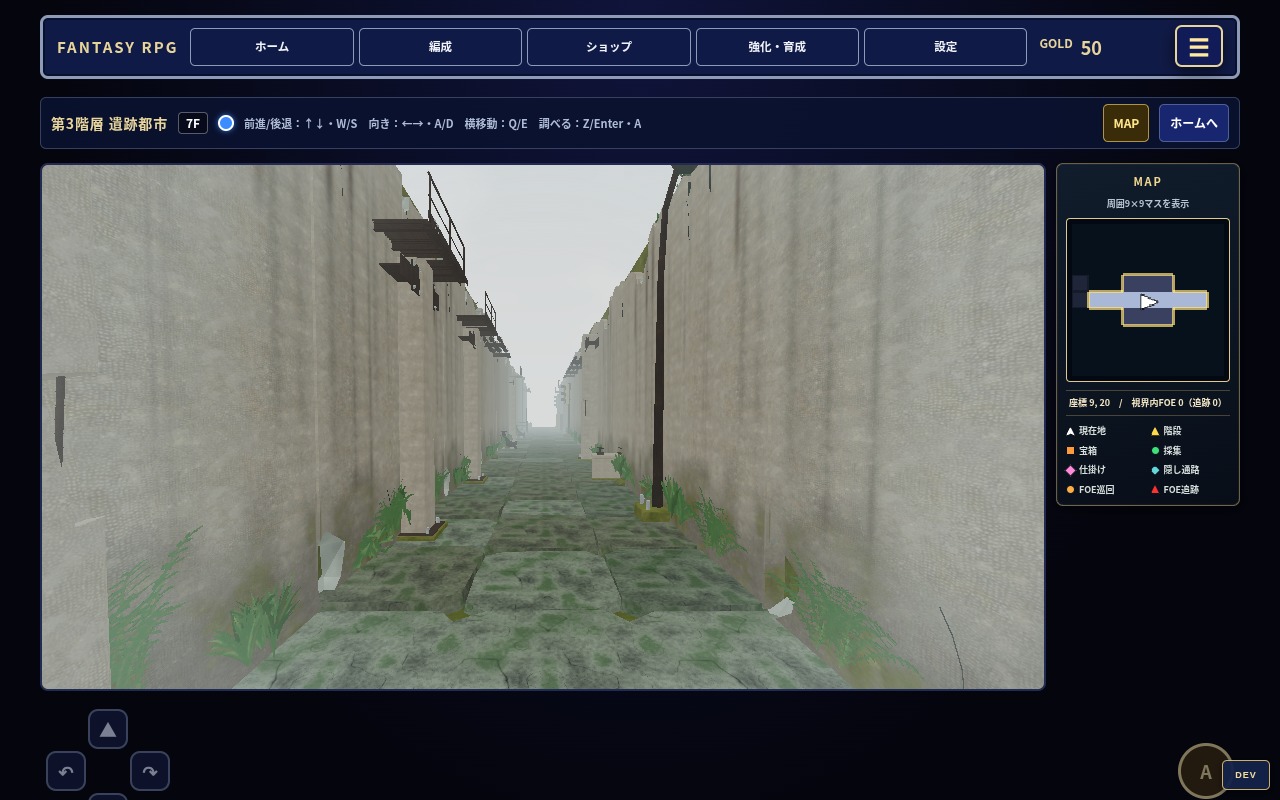 FANTASY RPG
ホーム
編成
ショップ
強化・育成
設定
GOLD 50
第3階層 遺跡都市
7F
前進/後退：↑↓・W/S 向き：←→・A/D 横移動：Q/E 調べる：Z/Enter・A
MAP
ホームへ
MAP
周囲9×9マスを表示
座標 9, 20 / 視界内FOE 0（追跡 0）
現在地
階段
宝箱
採集
仕掛け
隠し通路
FOE巡回
FOE追跡
A
DEV